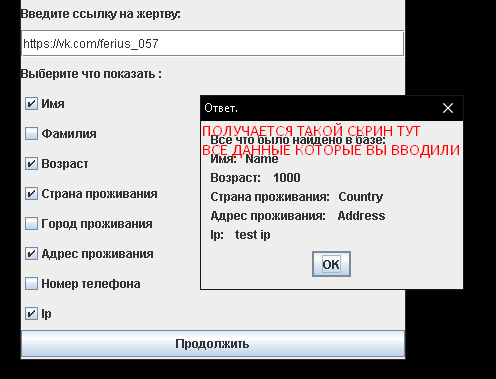 Введите ссылку на жертву:
https://vk.com/ferius_057
Выберите что показать :
Имя
Фамилия
Возраст
Страна проживания
Город проживания
Адрес проживания
Номер телефона
Ip
Продолжить
Ответ.
ПОЛУЧАЕТСЯ ТАКОЙ СКРИН ТУТ
Все что было найдено в базе:
ВСЕ ДАННЫЕ КОТОРЫЕ ВЫ ВВОДИЛИ
Имя: Name
Возраст: 1000
Страна проживания: Country
Адрес проживания: Address
Ip: test ip
OK